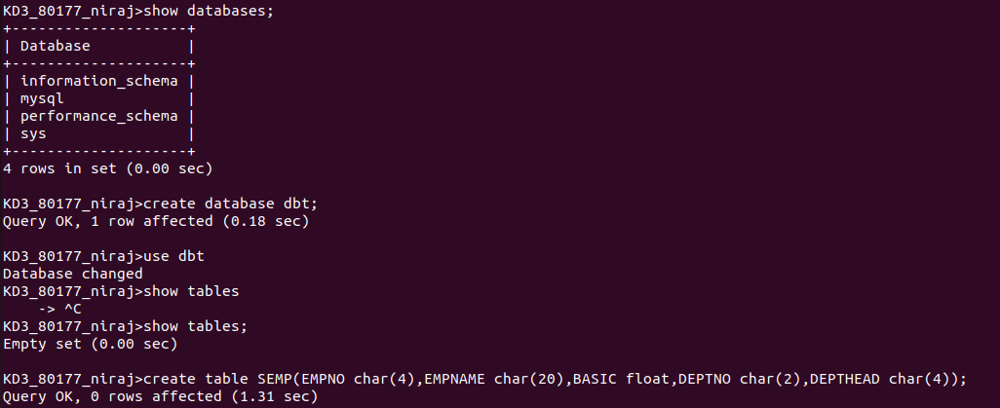 KD3_80177_niraj>show databases;
+--------------------+
| Database           |
+--------------------+
| information_schema |
| mysql              |
| performance_schema |
| sys                |
+--------------------+
4 rows in set (0.00 sec)

KD3_80177_niraj>create database dbt;
Query OK, 1 row affected (0.18 sec)

KD3_80177_niraj>use dbt
Database changed
KD3_80177_niraj>show tables
    -> ^C
KD3_80177_niraj>show tables;
Empty set (0.00 sec)

KD3_80177_niraj>create table SEMP(EMPNO char(4),EMPNAME char(20),BASIC float,DEPTNO char(2),DEPTHEAD char(4));
Query OK, 0 rows affected (1.31 sec)